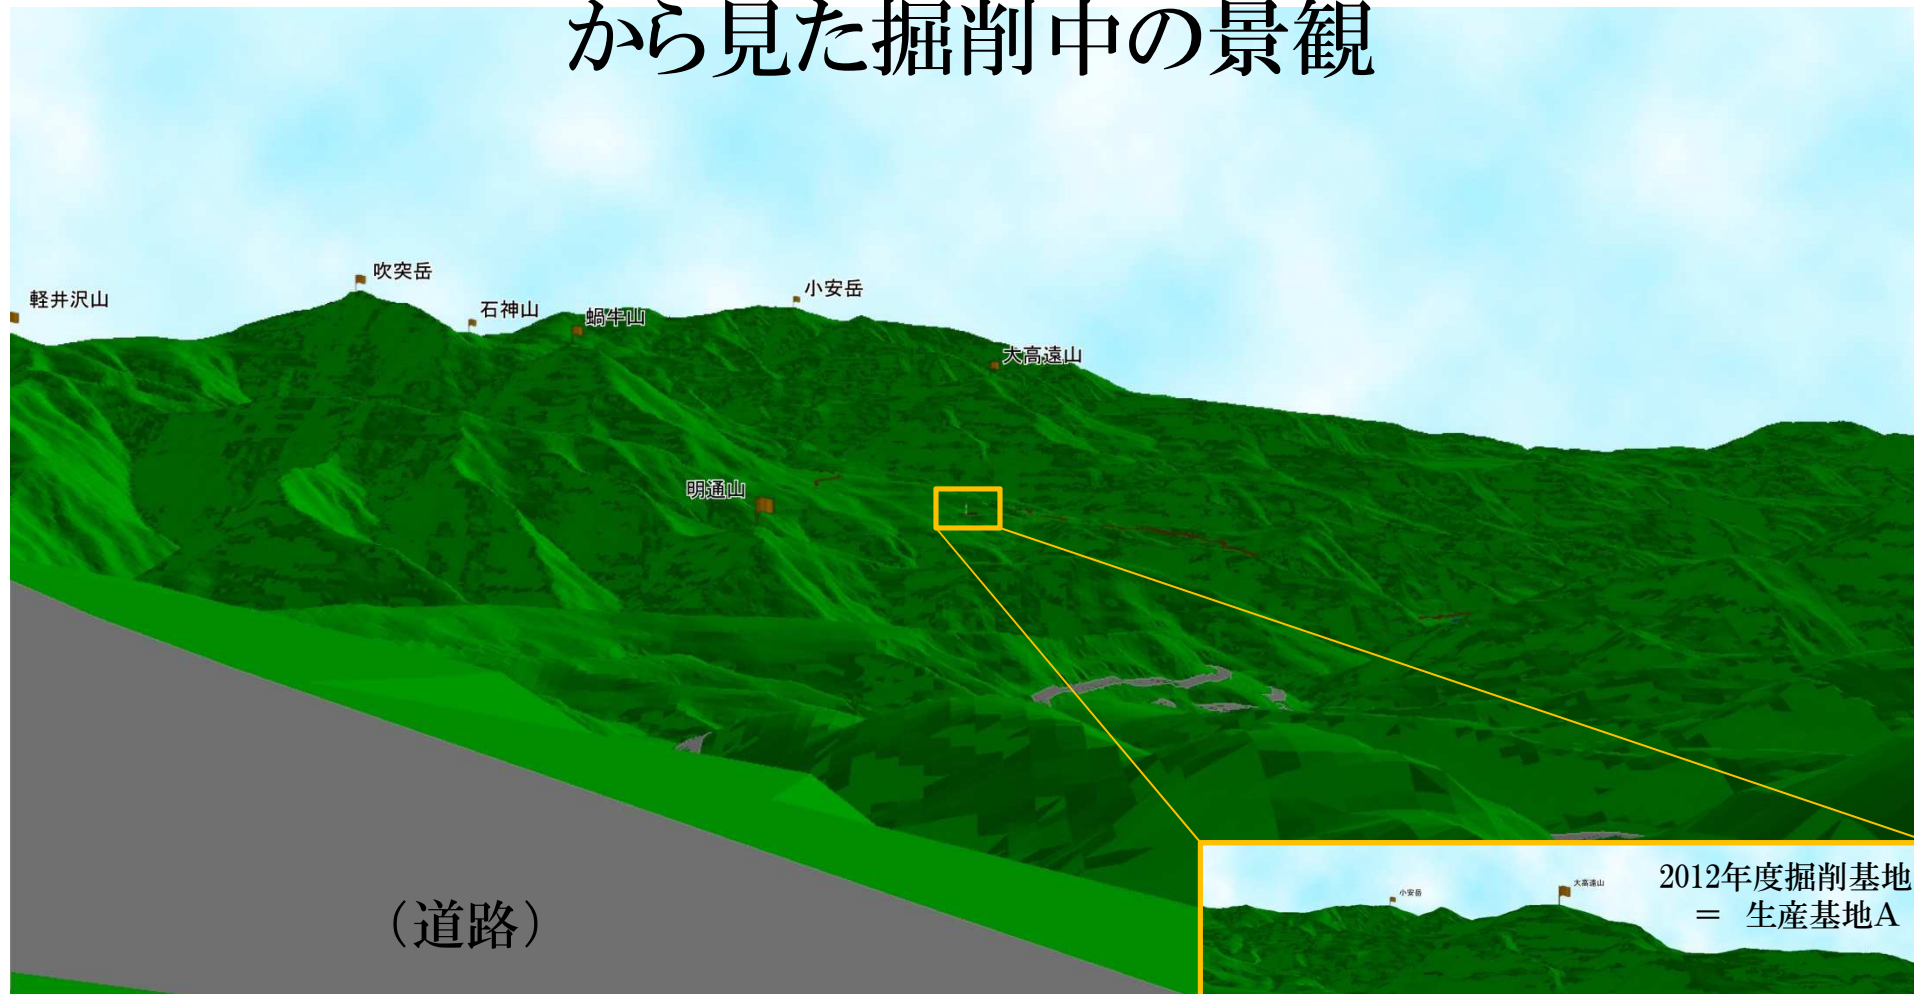 から見た掘削中の景観
軽井沢山
吹突岳
石神山
蝸牛山
小安岳
大高遠山
明通山
(道路)
小安岳
大高遠山
2012年度掘削基地
＝ 生産基地A